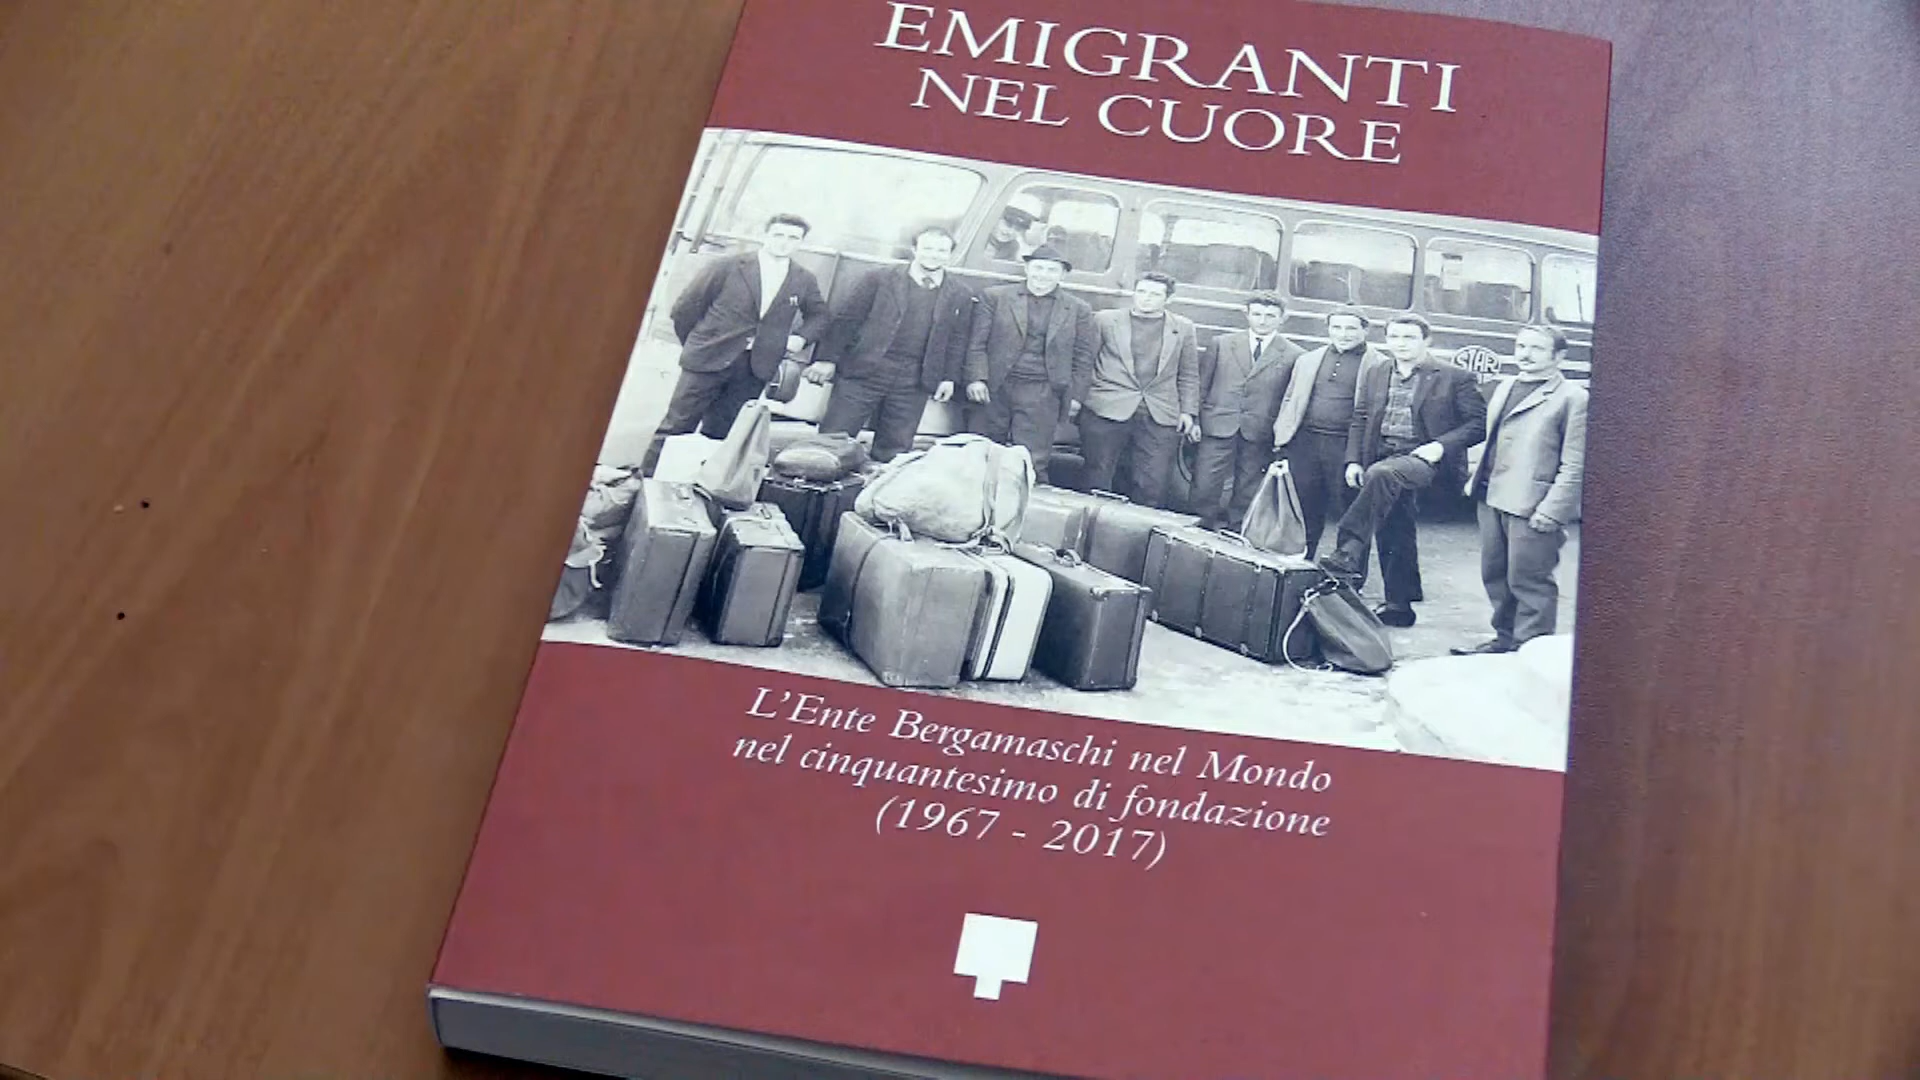 EMIGRANTI
NEL CUORE
L'Ente Bergamaschi nel Mondo
nel cinquantesimo di fondazione
(1967 - 2017)